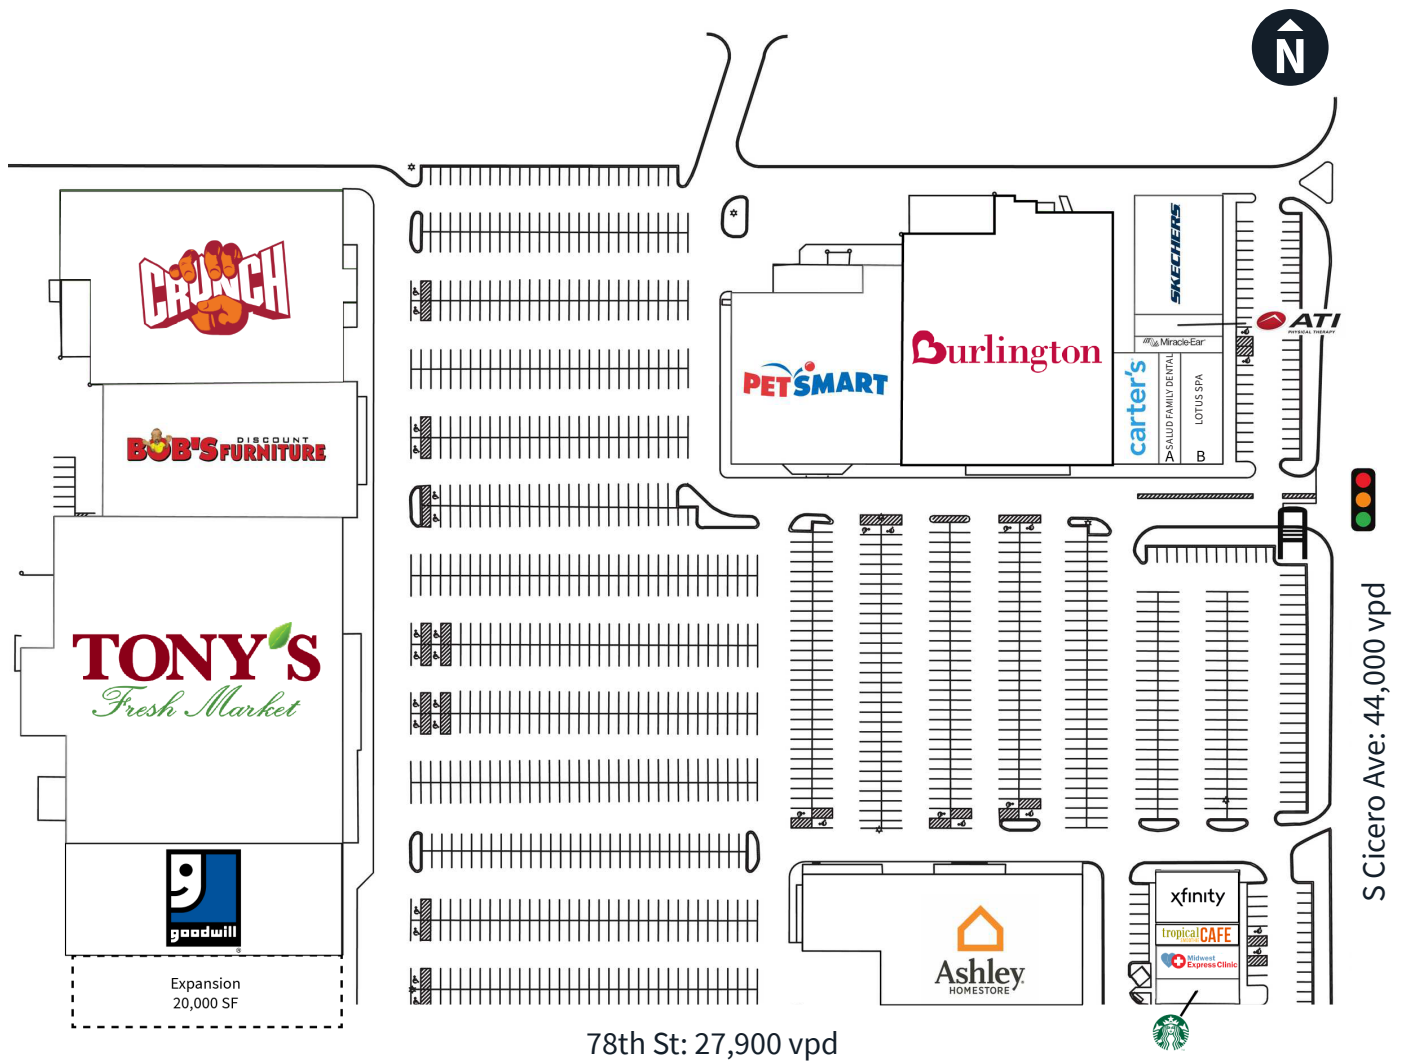 N
CRUNCH
SKECHERS
ATI
PHYSICAL THERAPY
Miracle-Ear
Burlington
PETSMART
carter's
SALUD FAMILY DENTAL
A
LOTUS SPA
B
BOB'S DISCOUNT
FURNITURE
TONY'S
Fresh Market
S Cicero Ave: 44,000 vpd
goodwill
xfinity
tropical CAFE
Midwest
Express Clinic
Ashley
HOMESTORE
Expansion
20,000 SF
78th St: 27,900 vpd